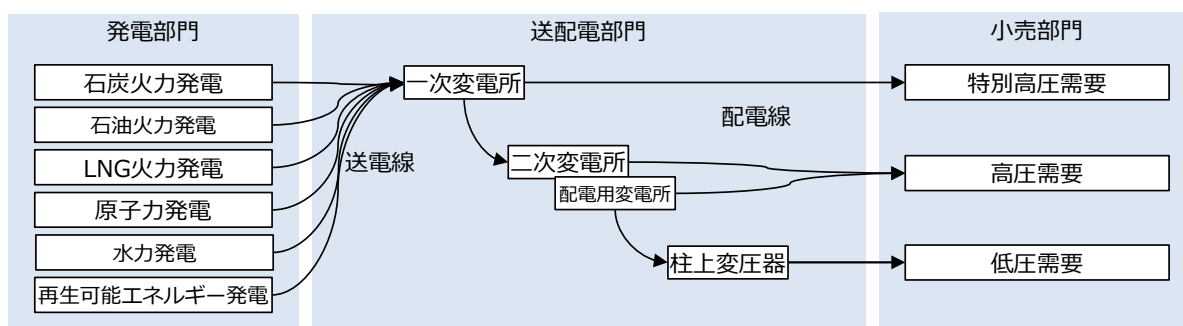 発電部門
石炭火力発電
石油火力発電
LNG火力発電
原子力発電
水力発電
再生可能エネルギー発電
送電線
送配電部門
一次変電所
配電線
二次変電所
配電用変電所
柱上変圧器
小売部門
特別高圧需要
高圧需要
低圧需要